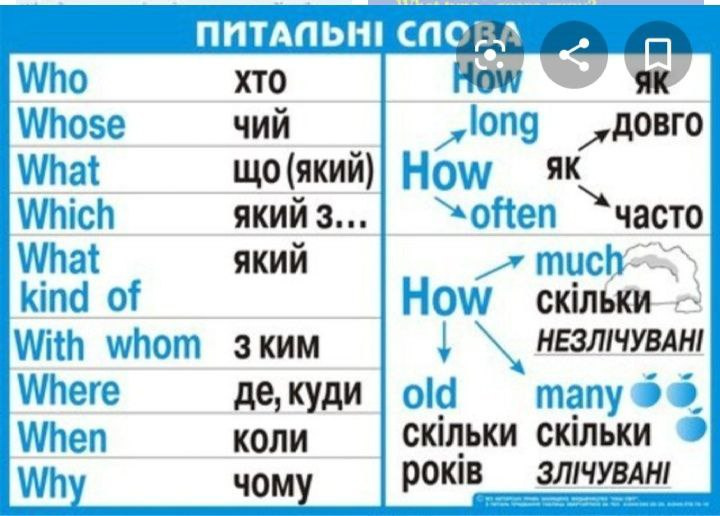 ПИТАЛЬНІ СЛОВА
Who хто
Whose чий
What що (який)
Which який з...
What який
kind of
With whom з ким
Where де, куди
When коли
Why чому
How як
long довго
How як
often часто
much
How скільки
НЕЗЛІЧУВАНІ
old many
скільки скільки
років ЗЛІЧУВАНІ